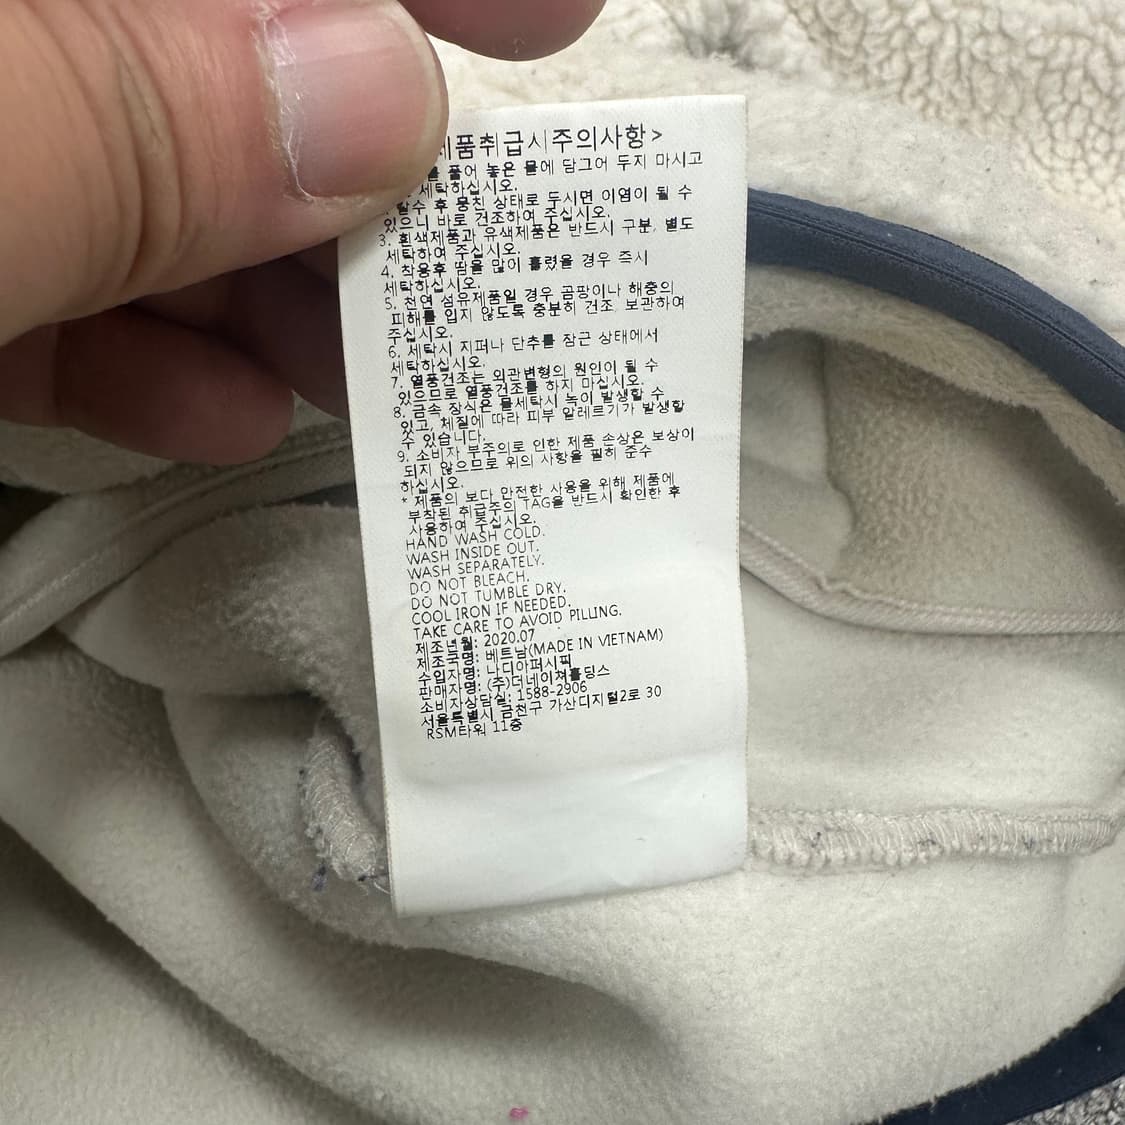 제품취급시주의사항>
를 풀어 놓은 물에 담그어 두지 마시고
세탁하십시오.
탈수 후 뭉친 상태로 두시면 이염이 될 수
있으니 바로 건조하여 주십시오.
3. 흰색제품과 유색제품은 반드시 구분, 별도
세탁하여 주십시오.
4. 착용후 땀을 많이 흘렸을 경우 즉시
세탁하십시오.
5. 천연 섬유제품일 경우 곰팡이나 해충의
피해를 입지 않도록 충분히 건조, 보관하여
주십시오.
6. 세탁시 지퍼나 단추를 잠근 상태에서
세탁하십시오.
7. 열풍건조는 외관변형의 원인이 될 수
있으므로 열풍건조를 하지 마십시오.
8. 금속 장식은 물세탁시 녹이 발생할 수
있고, 체질에 따라 피부 알레르기가 발생할
수 있습니다.
9. 소비자 부주의로 인한 제품 손상은 보상이
되지 않으므로 위의 사항을 필히 준수
하십시오.
* 제품의 보다 안전한 사용을 위해 제품에
부착된 취급주의 TAG을 반드시 확인한 후
사용하여 주십시오.
HAND WASH COLD.
WASH INSIDE OUT.
WASH SEPARATELY.
DO NOT BLEACH.
DO NOT TUMBLE DRY.
COOL IRON IF NEEDED.
TAKE CARE TO AVOID PILLING.
제조년월: 2020.07
제조국명: 베트남(MADE IN VIETNAM)
수입자명: 나디아퍼시픽
판매자명: (주)더네이쳐홀딩스
소비자상담실: 1588-2906
서울특별시 금천구 가산디지털2로 30
RSM타워 11층